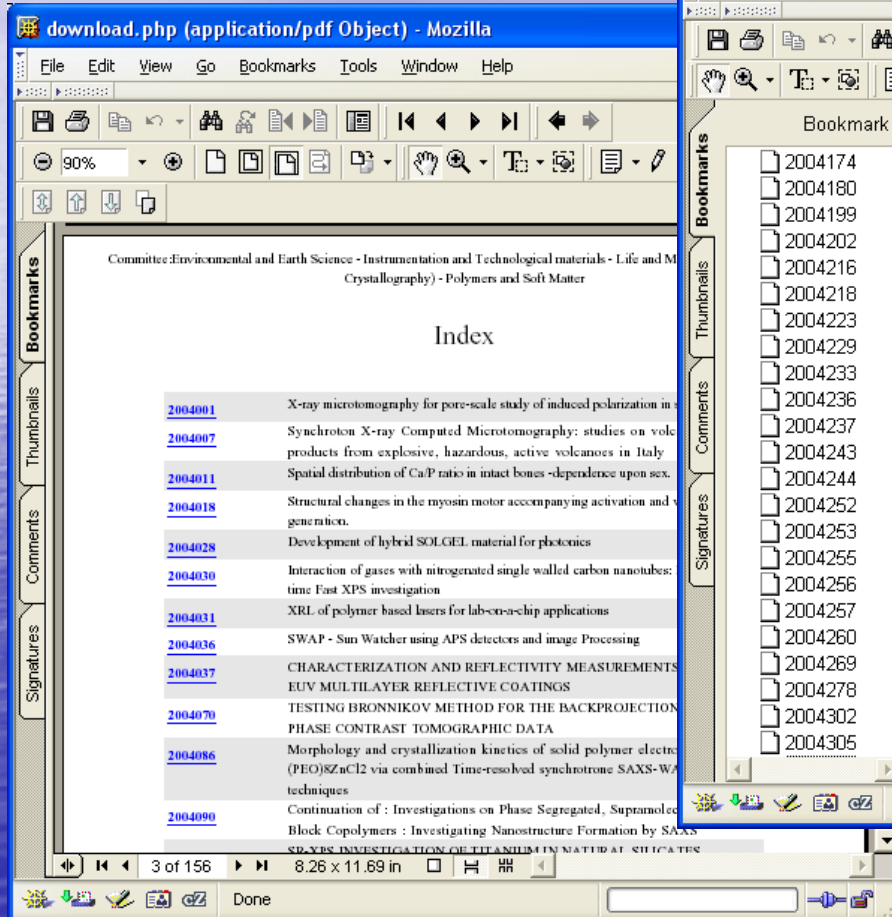 download.php (application/pdf Object) - Mozilla
File Edit View Go Bookmarks Tools Window Help
90%
Bookmarks
Thumbnails
Comments
Signatures
Committee:Environmental and Earth Science - Instrumentation and Technological materials - Life and M
Crystallography) - Polymers and Soft Matter
Index
2004001 X-ray microtomography for pore-scale study of induced polarization in s
2004007 Synchroton X-ray Computed Microtomography: studies on volc
products from explosive, hazardous, active volcanoes in Italy
2004011 Spatial distribution of Ca/P ratio in intact bones -dependence upon sex.
2004018 Structural changes in the myosin motor accompanying activation and
generation.
2004028 Development of hybrid SOLGEL material for photonics
2004030 Interaction of gases with nitrogenated single walled carbon nanotubes:
time Fast XPS investigation
2004031 XRL of polymer based lasers for lab-on-a-chip applications
2004036 SWAP - Sun Watcher using APS detectors and image Processing
2004037 CHARACTERIZATION AND REFLECTIVITY MEASUREMENTS
EUV MULTILAYER REFLECTIVE COATINGS
2004070 TESTING BRONNIKOV METHOD FOR THE BACKPROJECTION
PHASE CONTRAST TOMOGRAPHIC DATA
2004086 Morphology and crystallization kinetics of solid polymer electro
(PEO)8ZnCl2 via combined Time-resolved synchrotrone SAXS-WA
techniques
2004090 Continuation of : Investigations on Phase Segregated, Supramolec
Block Copolymers : Investigating Nanostructure Formation by SAXS
SR-XPS INVESTIGATION OF TITANIUM IN NATURAL SILICATES
3 of 156 8.26 x 11.69 in
Done
Bookmarks
Thumbnails
Comments
Signatures
Bookmark
2004174
2004180
2004199
2004202
2004216
2004218
2004223
2004229
2004233
2004236
2004237
2004243
2004244
2004252
2004253
2004255
2004256
2004257
2004260
2004269
2004278
2004302
2004305